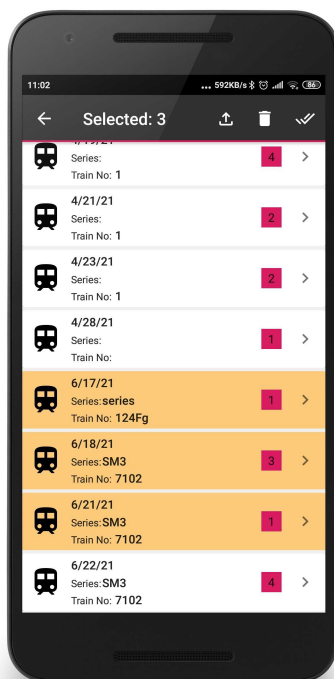 11:02 ... 592KB/s 86
Selected: 3
4/19/21
Series: 4
Train No: 1
4/21/21
Series: 2
Train No: 1
4/23/21
Series: 2
Train No: 1
4/28/21
Series: 1
Train No:
6/17/21
Series:series 1
Train No: 124Fg
6/18/21
Series:SM3 3
Train No: 7102
6/21/21
Series:SM3 1
Train No: 7102
6/22/21
Series:SM3 4
Train No: 7102